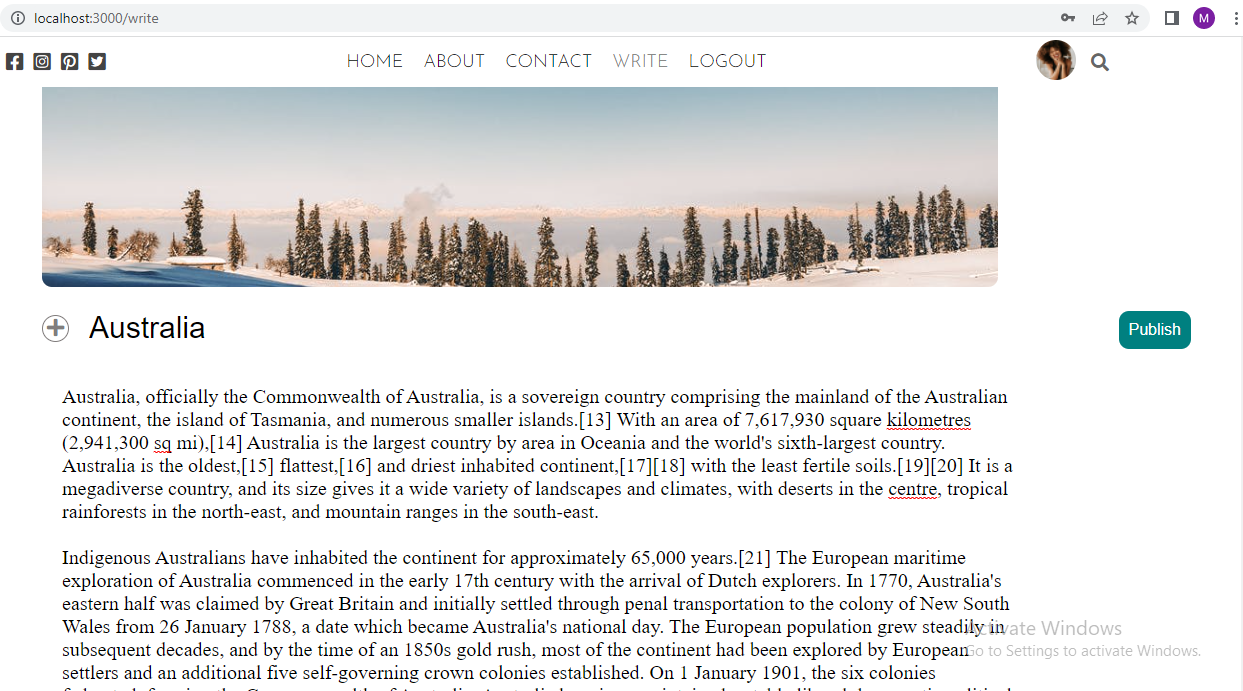 localhost:3000/write
M
HOME ABOUT CONTACT WRITE LOGOUT
Australia
Publish
Australia, officially the Commonwealth of Australia, is a sovereign country comprising the mainland of the Australian
continent, the island of Tasmania, and numerous smaller islands.[13] With an area of 7,617,930 square kilometres
(2,941,300 sq mi),[14] Australia is the largest country by area in Oceania and the world's sixth-largest country.
Australia is the oldest,[15] flattest,[16] and driest inhabited continent,[17][18] with the least fertile soils.[19][20] It is a
megadiverse country, and its size gives it a wide variety of landscapes and climates, with deserts in the centre, tropical
rainforests in the north-east, and mountain ranges in the south-east.
Indigenous Australians have inhabited the continent for approximately 65,000 years.[21] The European maritime
exploration of Australia commenced in the early 17th century with the arrival of Dutch explorers. In 1770, Australia's
eastern half was claimed by Great Britain and initially settled through penal transportation to the colony of New South
Wales from 26 January 1788, a date which became Australia's national day. The European population grew steadily in
subsequent decades, and by the time of an 1850s gold rush, most of the continent had been explored by European
settlers and an additional five self-governing crown colonies established. On 1 January 1901, the six colonies
Activate Windows
Go to Settings to activate Windows.